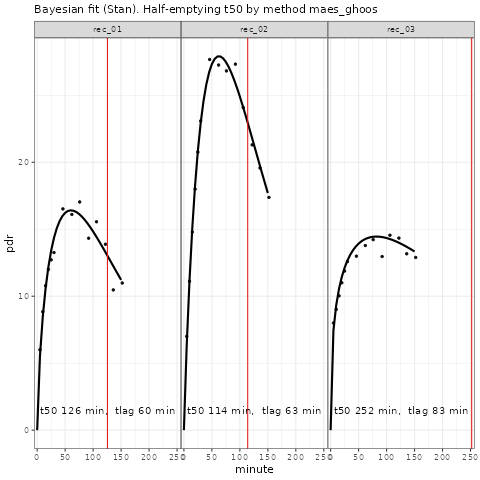 Bayesian fit (Stan). Half-emptying t50 by method maes_ghoos
rec_01 rec_02 rec_03
pdr
20
10
0
t50 126 min, tlag 60 min t50 114 min, tlag 63 min t50 252 min, tlag 83 min
0 50 100 150 200 250 0 50 100 150 200 250 0 50 100 150 200 250
minute